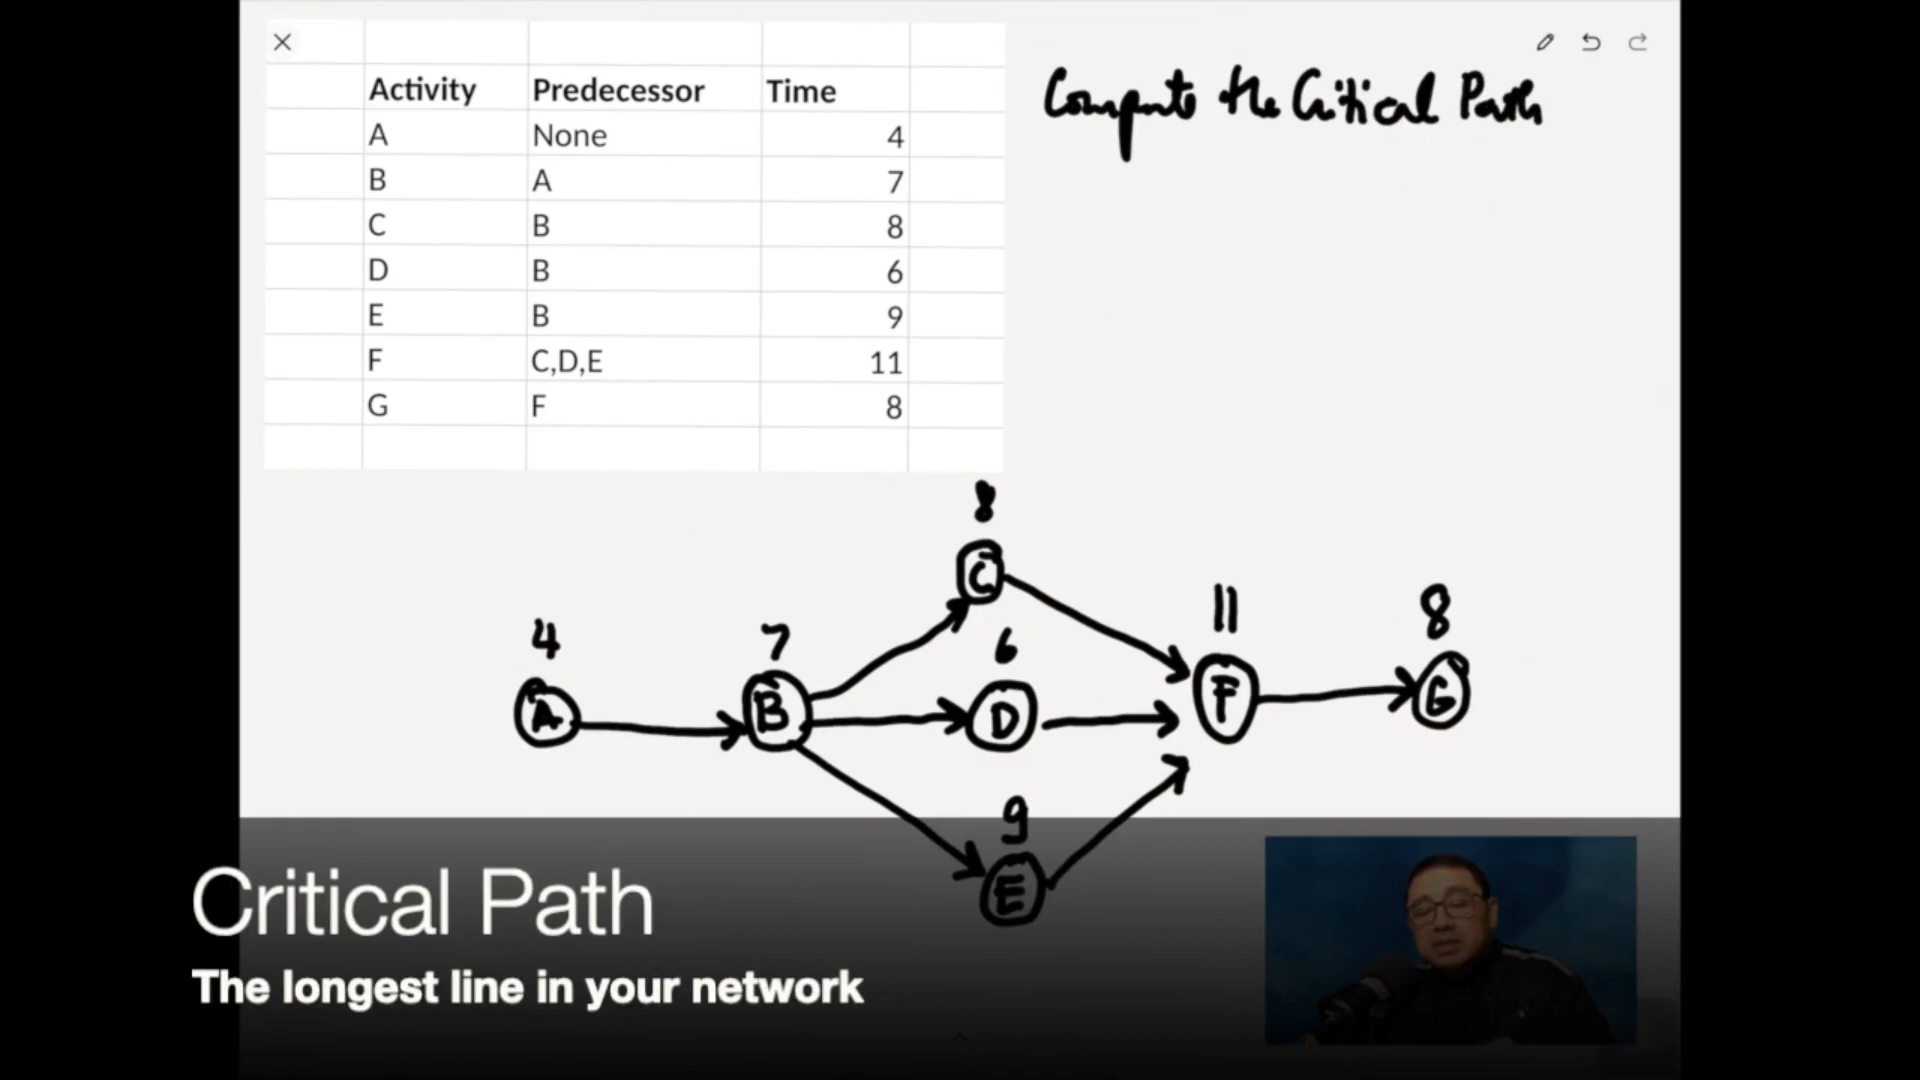 Activity Predecessor Time
A None 4
B A 7
C B 8
D B 6
E B 9
F C,D,E 11
G F 8
Compute the Critical Path
8
C
4 7 6 11 8
A B D F G
9
E
Critical Path
The longest line in your network